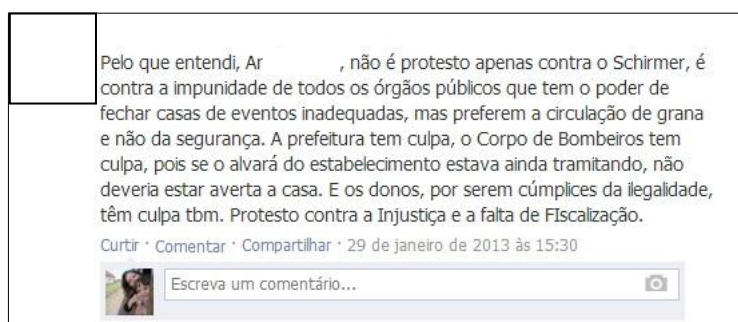 Pelo que entendi, Ar , não é protesto apenas contra o Schirmer, é
contra a impunidade de todos os órgãos públicos que tem o poder de
fechar casas de eventos inadequadas, mas preferem a circulação de grana
e não da segurança. A prefeitura tem culpa, o Corpo de Bombeiros tem
culpa, pois se o alvará do estabelecimento estava ainda tramitando, não
deveria estar averta a casa. E os donos, por serem cúmplices da ilegalidade,
têm culpa tbm. Protesto contra a Injustiça e a falta de FIscalização.
Curtir · Comentar · Compartilhar · 29 de janeiro de 2013 às 15:30
Escreva um comentário...